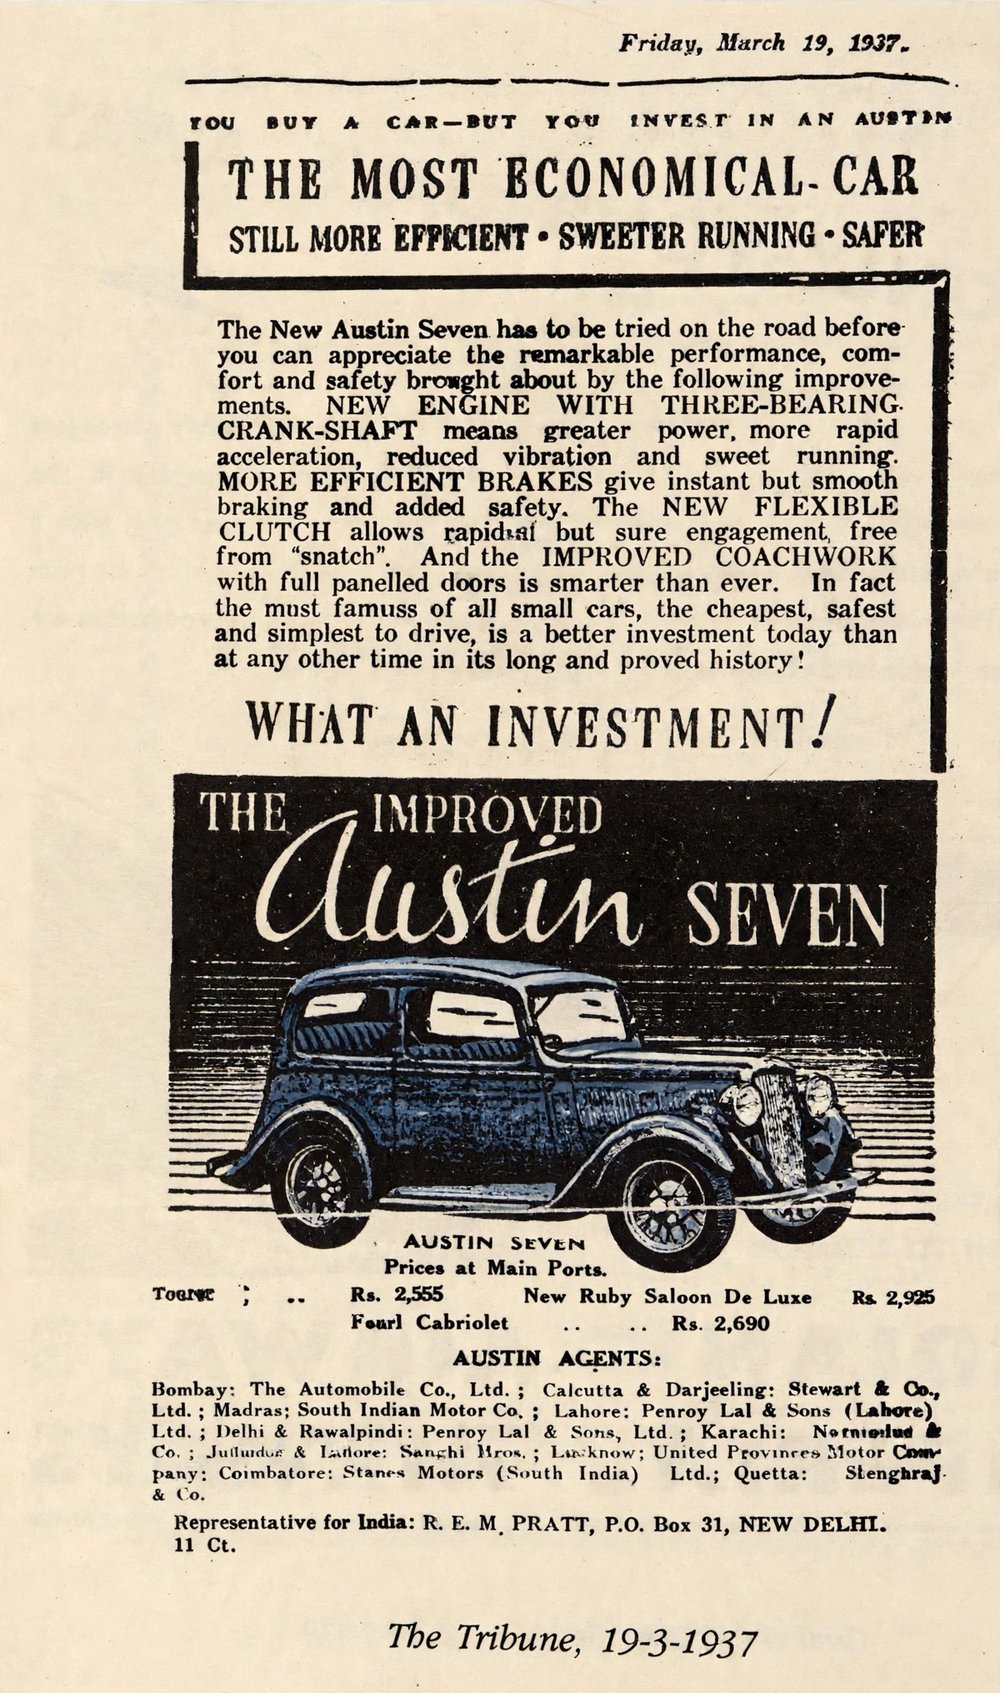 Friday, March 19, 1937.
YOU BUY A CAR—BUT YOU INVEST IN AN AUSTIN
THE MOST ECONOMICAL CAR
STILL MORE EFFICIENT • SWEETER RUNNING • SAFER
The New Austin Seven has to be tried on the road before
you can appreciate the remarkable performance, com-
fort and safety brought about by the following improve-
ments. NEW ENGINE WITH THREE-BEARING
CRANK-SHAFT means greater power, more rapid
acceleration, reduced vibration and sweet running.
MORE EFFICIENT BRAKES give instant but smooth
braking and added safety. The NEW FLEXIBLE
CLUTCH allows but sure engagement, free
from “snatch”. And the IMPROVED COACHWORK
with full panelled doors is smarter than ever. In fact
the must famuss of all small cars, the cheapest, safest
and simplest to drive, is a better investment today than
at any other time in its long and proved history!
WHAT AN INVESTMENT!
THE IMPROVED
Austin SEVEN
AUSTIN SEVEN
Prices at Main Ports.
; .. Rs. 2,555 New Ruby Saloon De Luxe Rs. 2,925
Cabriolet .. .. Rs. 2,690
AUSTIN AGENTS:
Bombay: The Automobile Co., Ltd. ; Calcutta & Darjeeling: Stewart & Co.,
Ltd. ; Madras; South Indian Motor Co. ; Lahore: Penroy Lal & Sons (Lahore)
Ltd. ; Delhi & Rawalpindi: Penroy Lal & Sons, Ltd. ; Karachi: &
Co. ; & Sanghi Bros. ; Lucknow; United Provinces Motor Com-
pany: Coimbatore: Stanes Motors (South India) Ltd.; Quetta:
& Co.
Representative for India: R. E. M. PRATT, P.O. Box 31, NEW DELHI.
11 Ct.
The Tribune, 19-3-1937